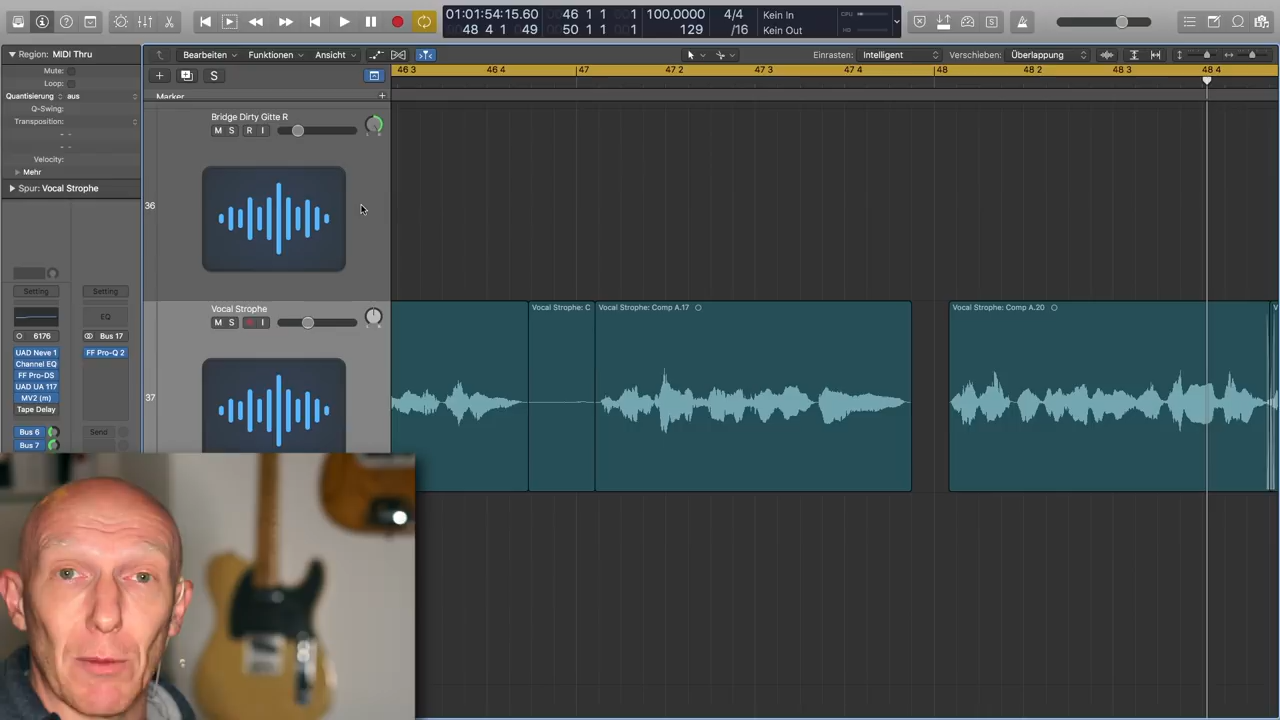 01:01:54:15.60 46 1 1 100,0000 4/4 Kein In CPU
48 4 1 49 50 1 1 129 /16 Kein Out HD
Region: MIDI Thru Bearbeiten Funktionen Ansicht Einrasten: Intelligent Verschieben: Überlappung
Mute:
Loop:
Quantisierung aus
Q-Swing:
Transposition:
Velocity:
Mehr
Spur: Vocal Strophe
S
46 3 46 4 47 47 2 47 3 47 4 48 48 2 48 3 48 4
Marker
Bridge Dirty Gitte R
M S R I
36
Vocal Strophe
M S R I
37
Vocal Strophe: C Vocal Strophe: Comp A.17 Vocal Strophe: Comp A.20 V
Setting Setting
EQ
6176 Bus 17
UAD Neve 1 FF Pro-Q 2
Channel EQ
FF Pro-DS
UAD UA 117
MV2 (m)
Tape Delay
Bus 6 Send
Bus 7